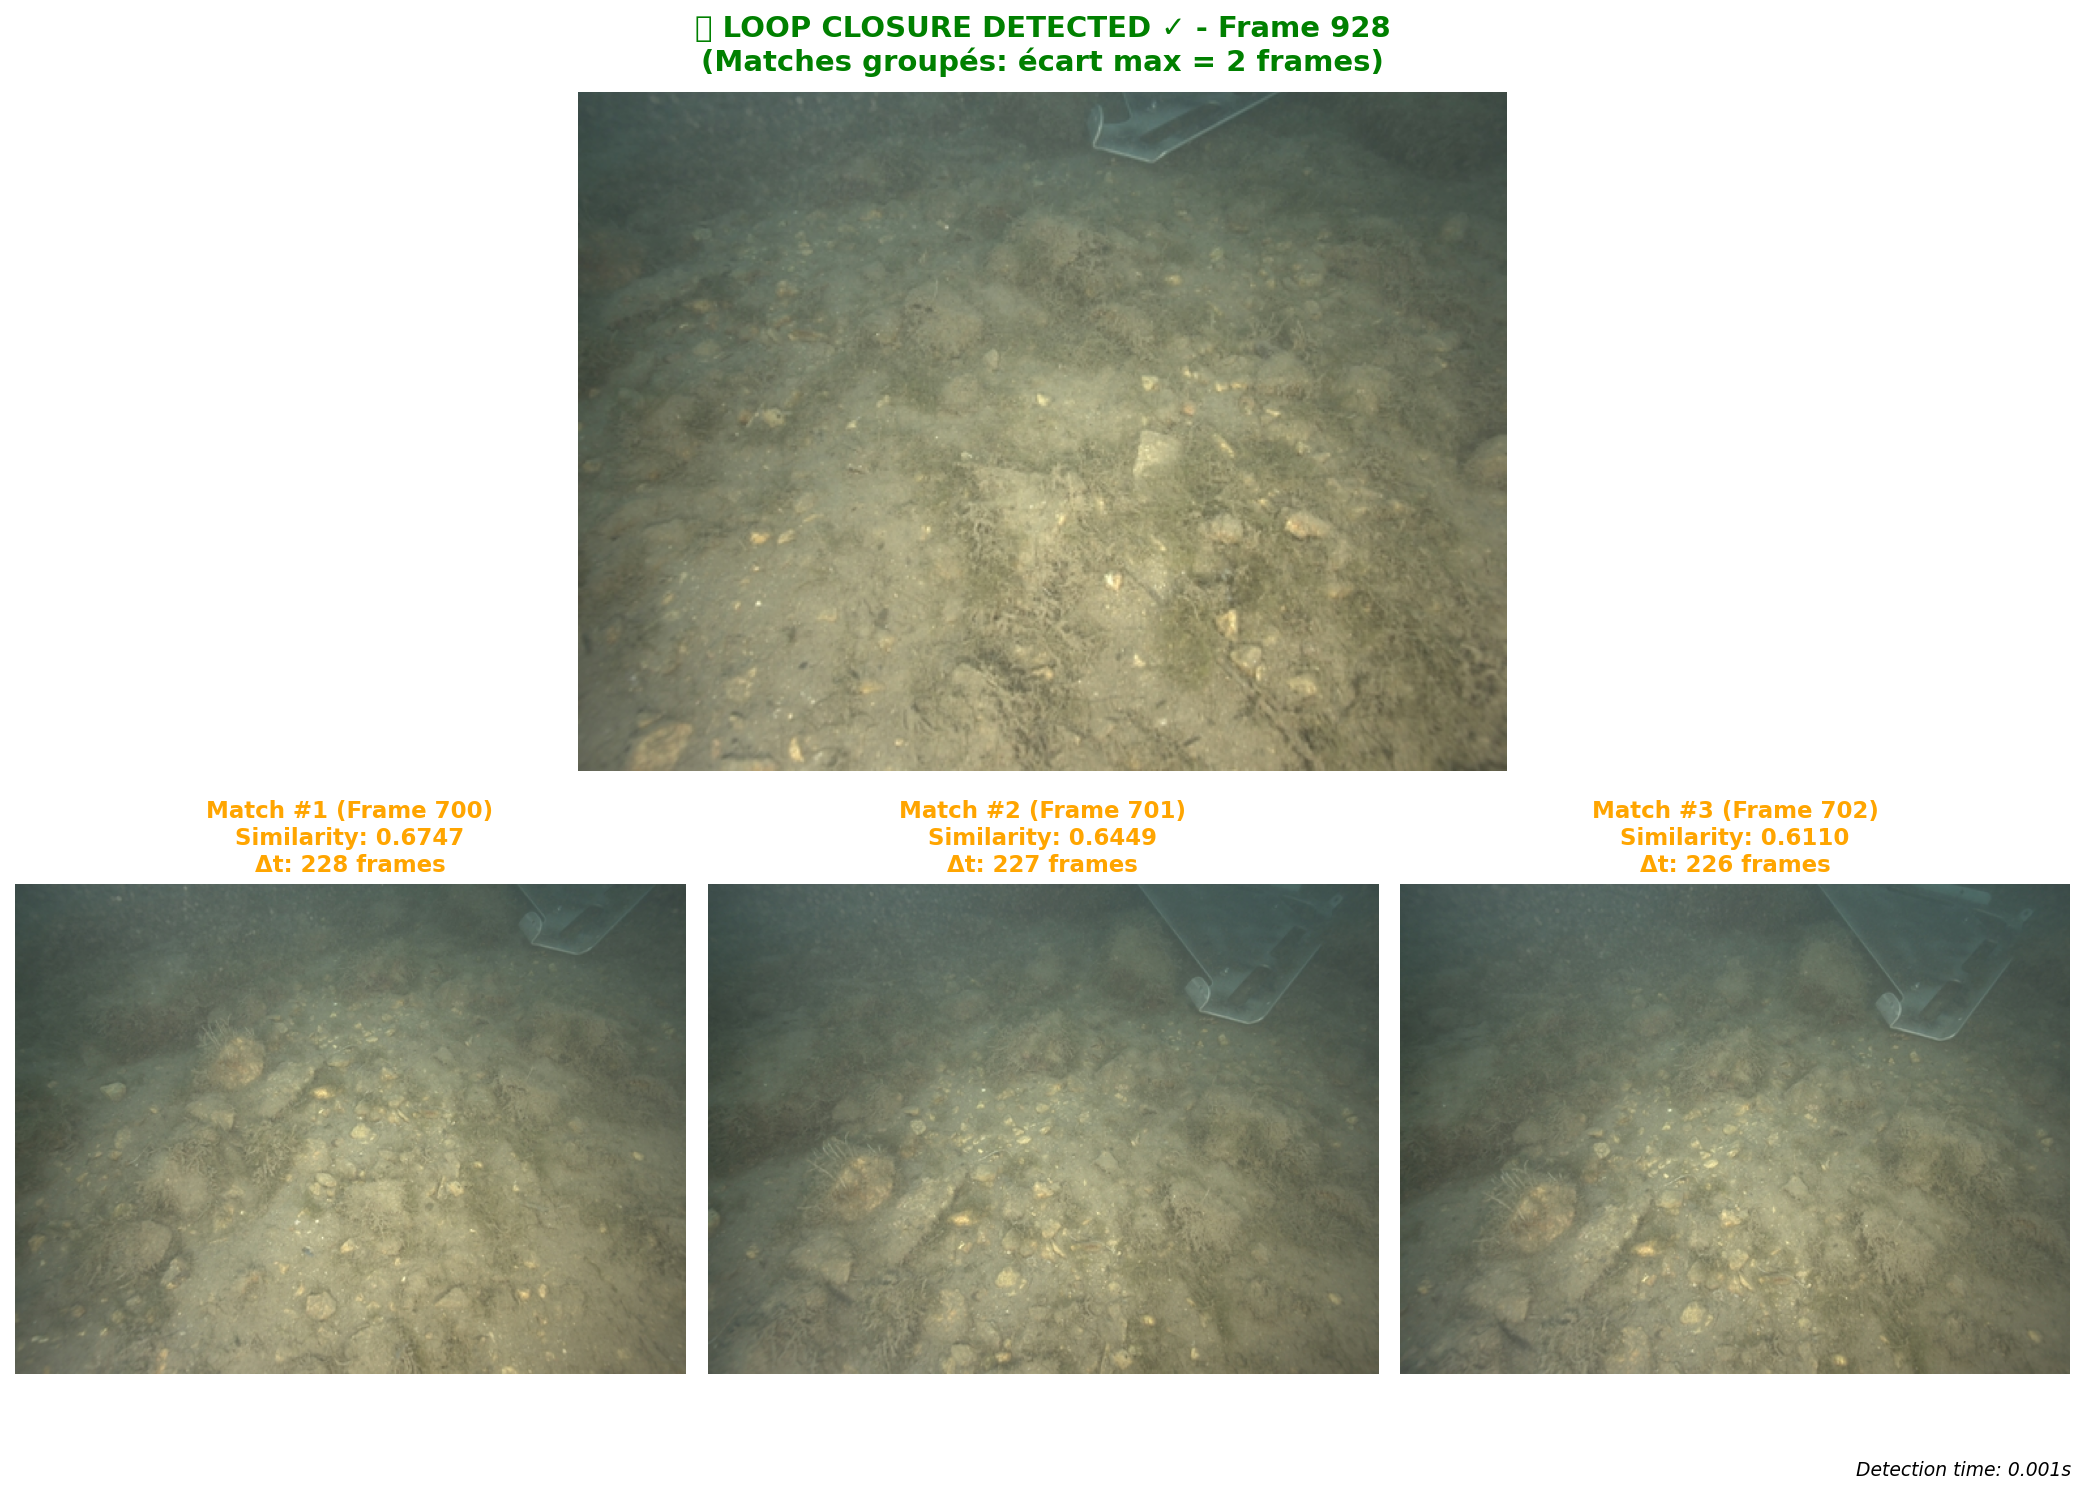 LOOP CLOSURE DETECTED ✓ - Frame 928
(Matches groupés: écart max = 2 frames)
Match #1 (Frame 700)
Similarity: 0.6747
Δt: 228 frames
Match #2 (Frame 701)
Similarity: 0.6449
Δt: 227 frames
Match #3 (Frame 702)
Similarity: 0.6110
Δt: 226 frames
Detection time: 0.001s